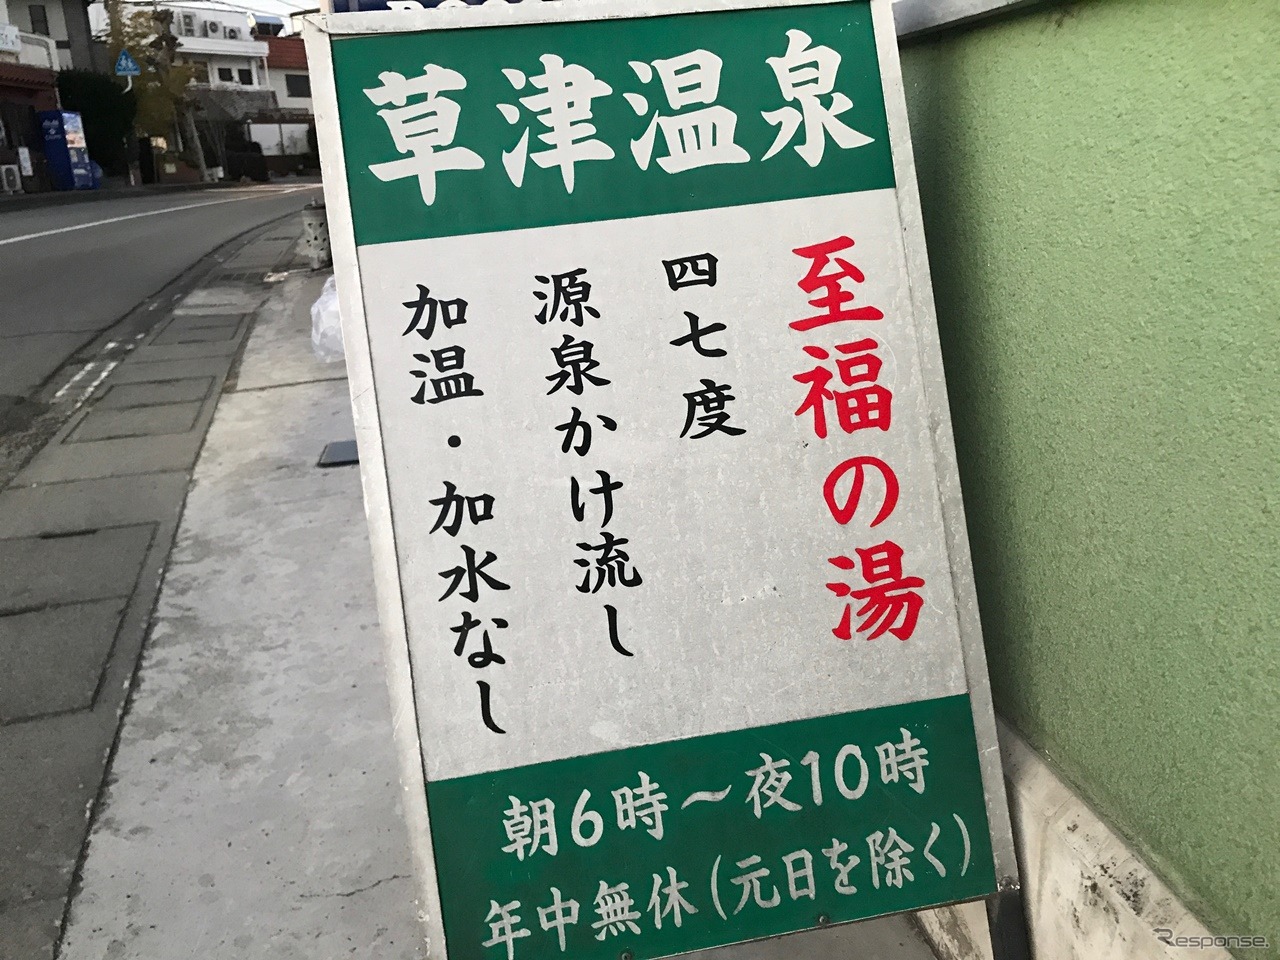 草津温泉
至福の湯
四七度
源泉かけ流し
加温・加水なし
朝6時～夜10時
年中無休(元日を除く)
Response.